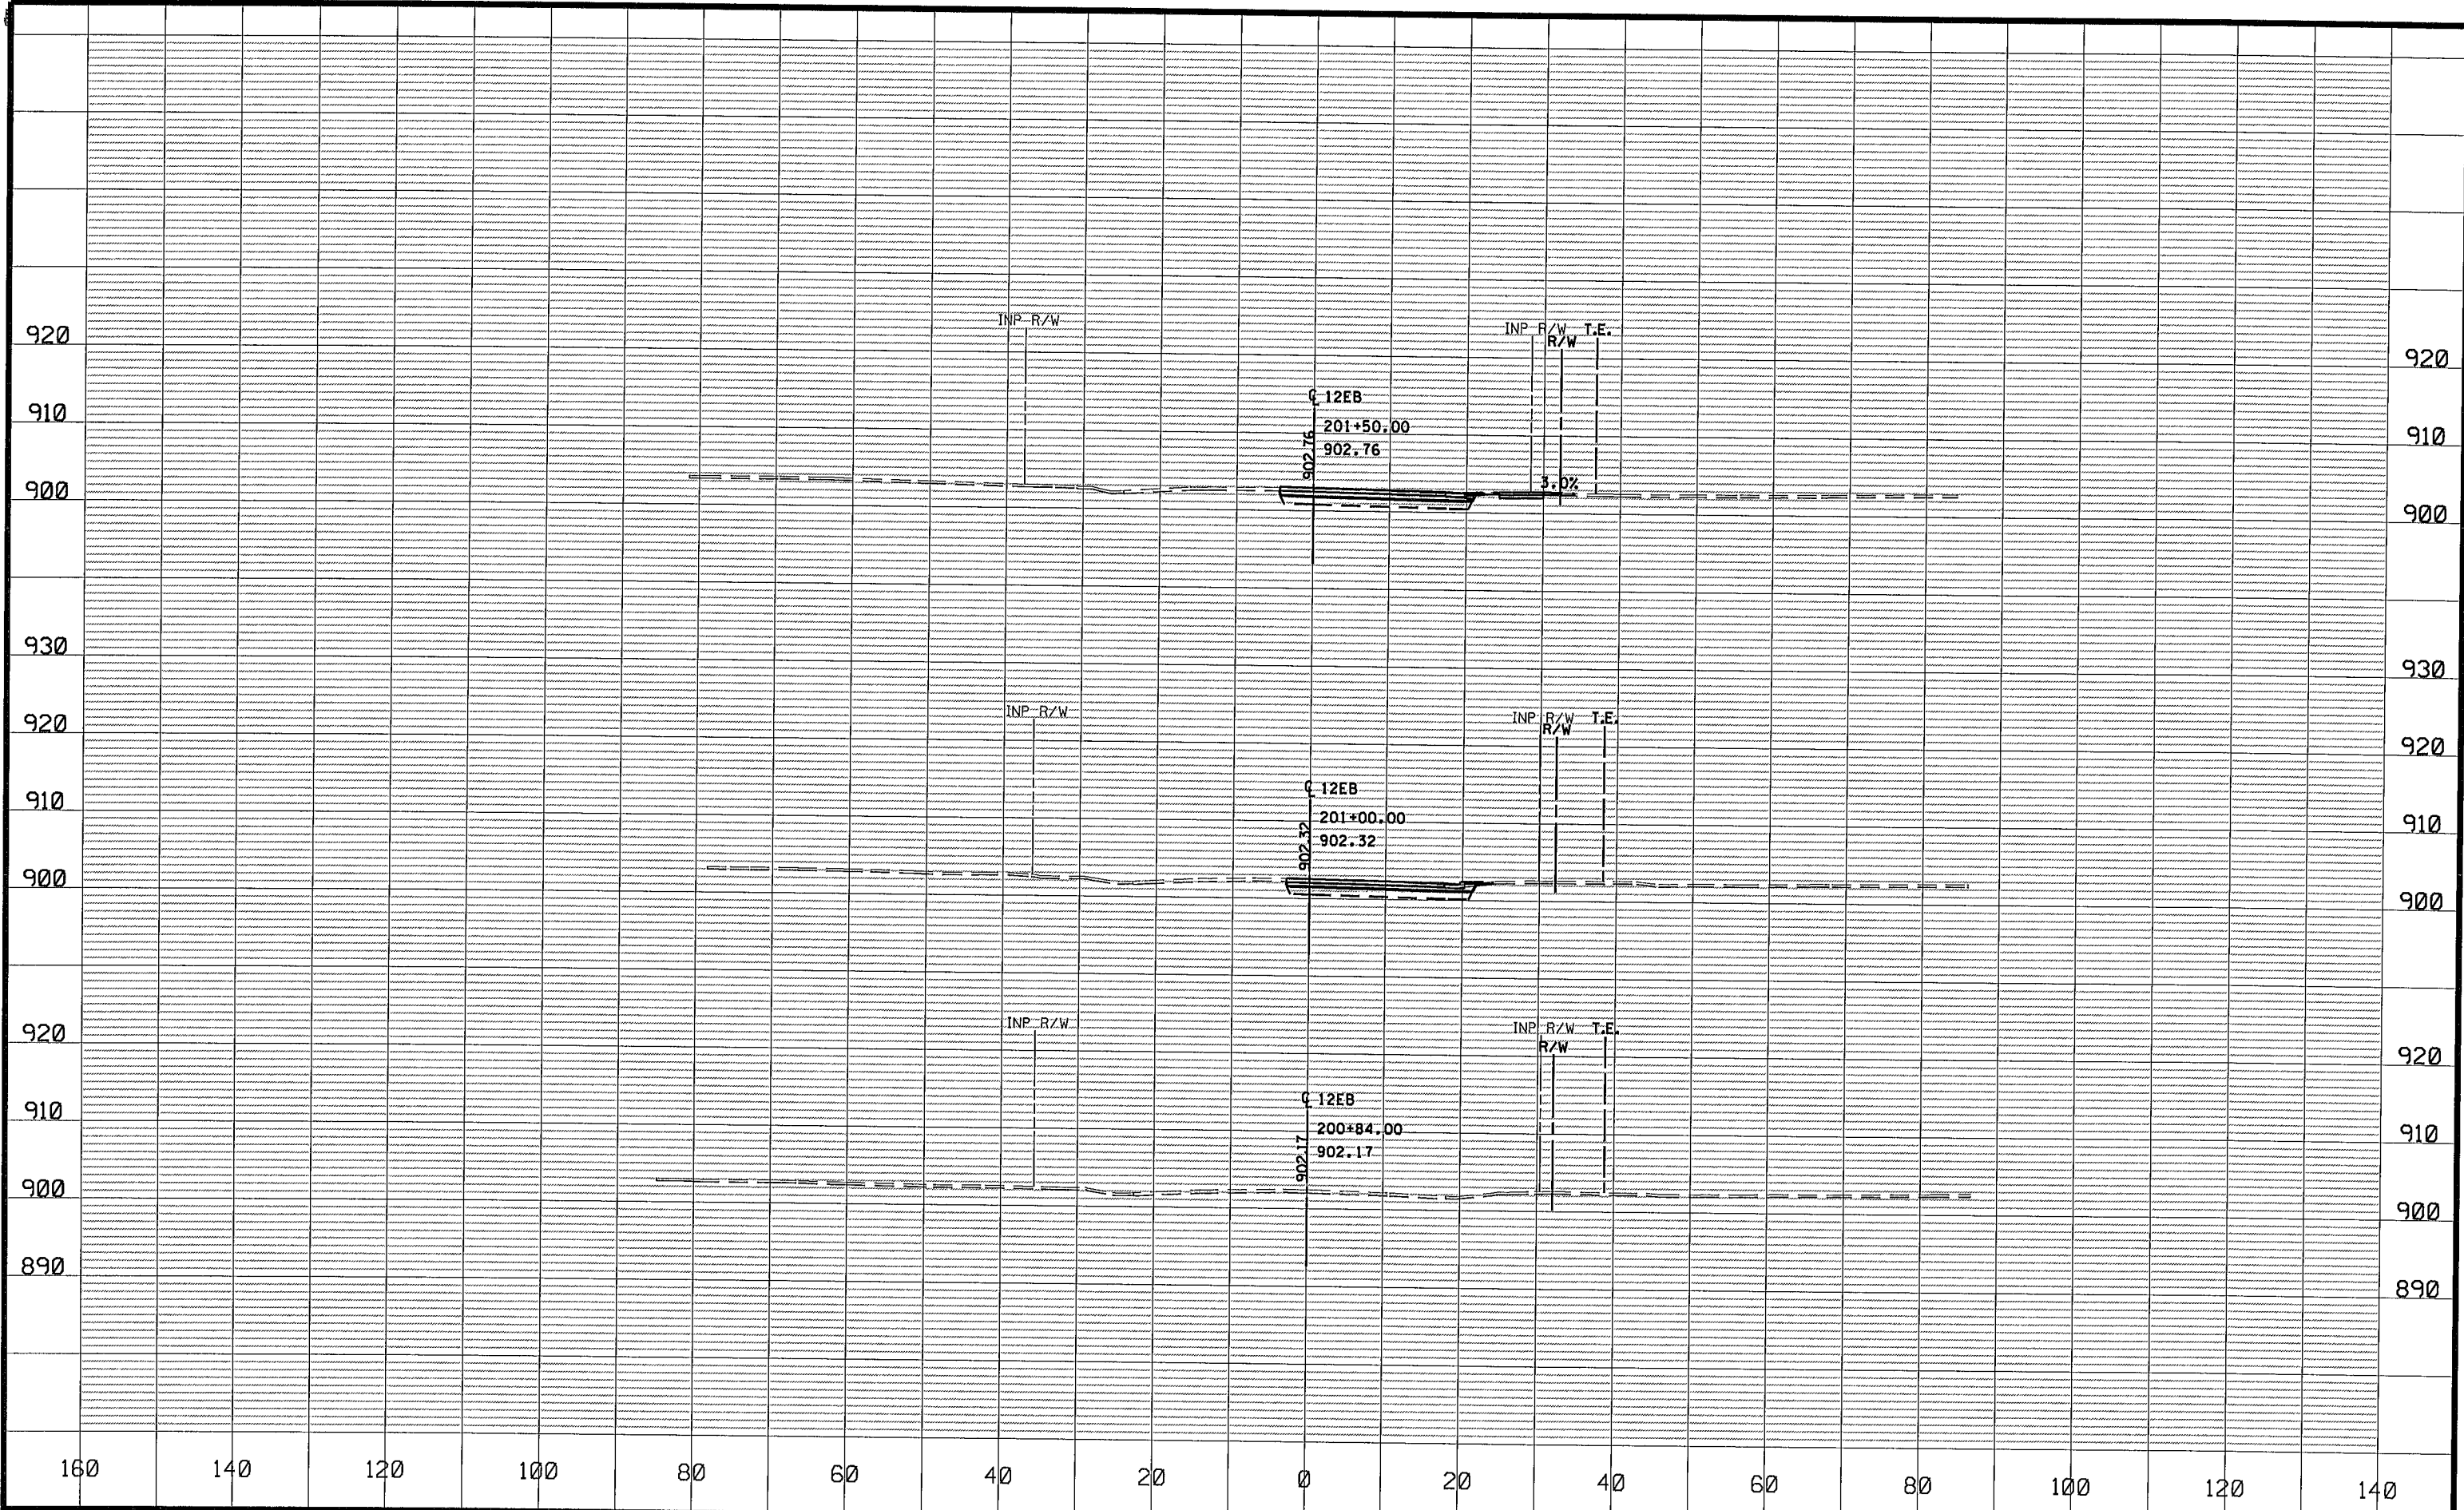 INP R/W
INP R/W T.E.
R/W
920
920
℄ 12EB
910
201+50.00
910
902.76
902.76
3.0%
900
900
930
930
INP R/W
INP R/W T.E.
R/W
920
920
℄ 12EB
910
201+00.00
910
902.32
902.32
900
900
INP R/W
INP R/W T.E.
R/W
920
920
℄ 12EB
910
200+84.00
910
902.17
902.17
900
900
890
890
160 140 120 100 80 60 40 20 0 20 40 60 80 100 120 140